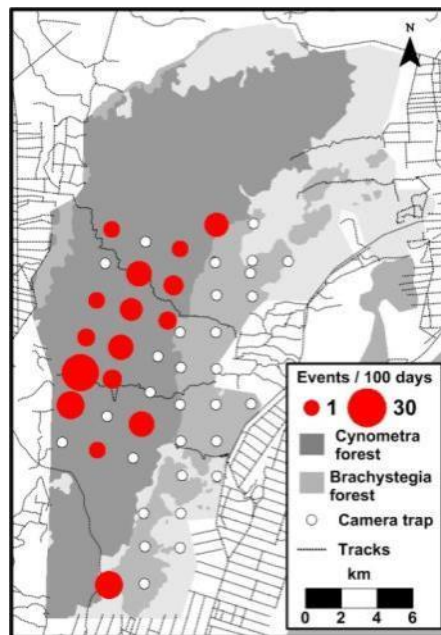 N
Events / 100 days
1 30
Cynometra
forest
Brachystegia
forest
Camera trap
Tracks
km
0 2 4 6